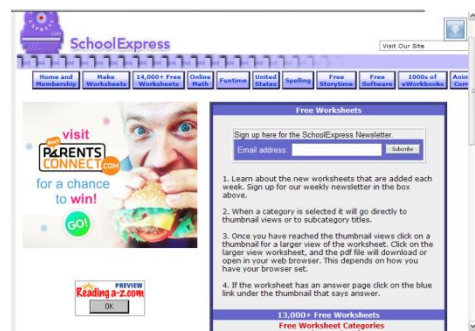 SchoolExpress
Visit Our Site
Home and Membership
Make Worksheets
14,000+ Free Worksheets
Online Math
Funtime
United States
Spelling
Free Storytime
Free Software
1000s of eWorkbooks
Free Worksheets
Sign up here for the SchoolExpress Newsletter.
Email address:
Subscribe
visit
PARENTS
CONNECT.COM
for a chance
to win!
GO!
1. Learn about the new worksheets that are added each
week. Sign up for our weekly newsletter in the box
above.
2. When a category is selected it will go directly to
thumbnail views or to subcategory titles.
3. Once you have reached the thumbnail views click on a
thumbnail for a larger view of the worksheet. Click on the
larger view worksheet, and the pdf file will download or
open in your web browser. This depends on how you
have your browser set.
4. If the worksheet has an answer page click on the blue
link under the thumbnail that says answer.
PREVIEW
Reading a-z.com
OK
13,000+ Free Worksheets
Free Worksheet Categories